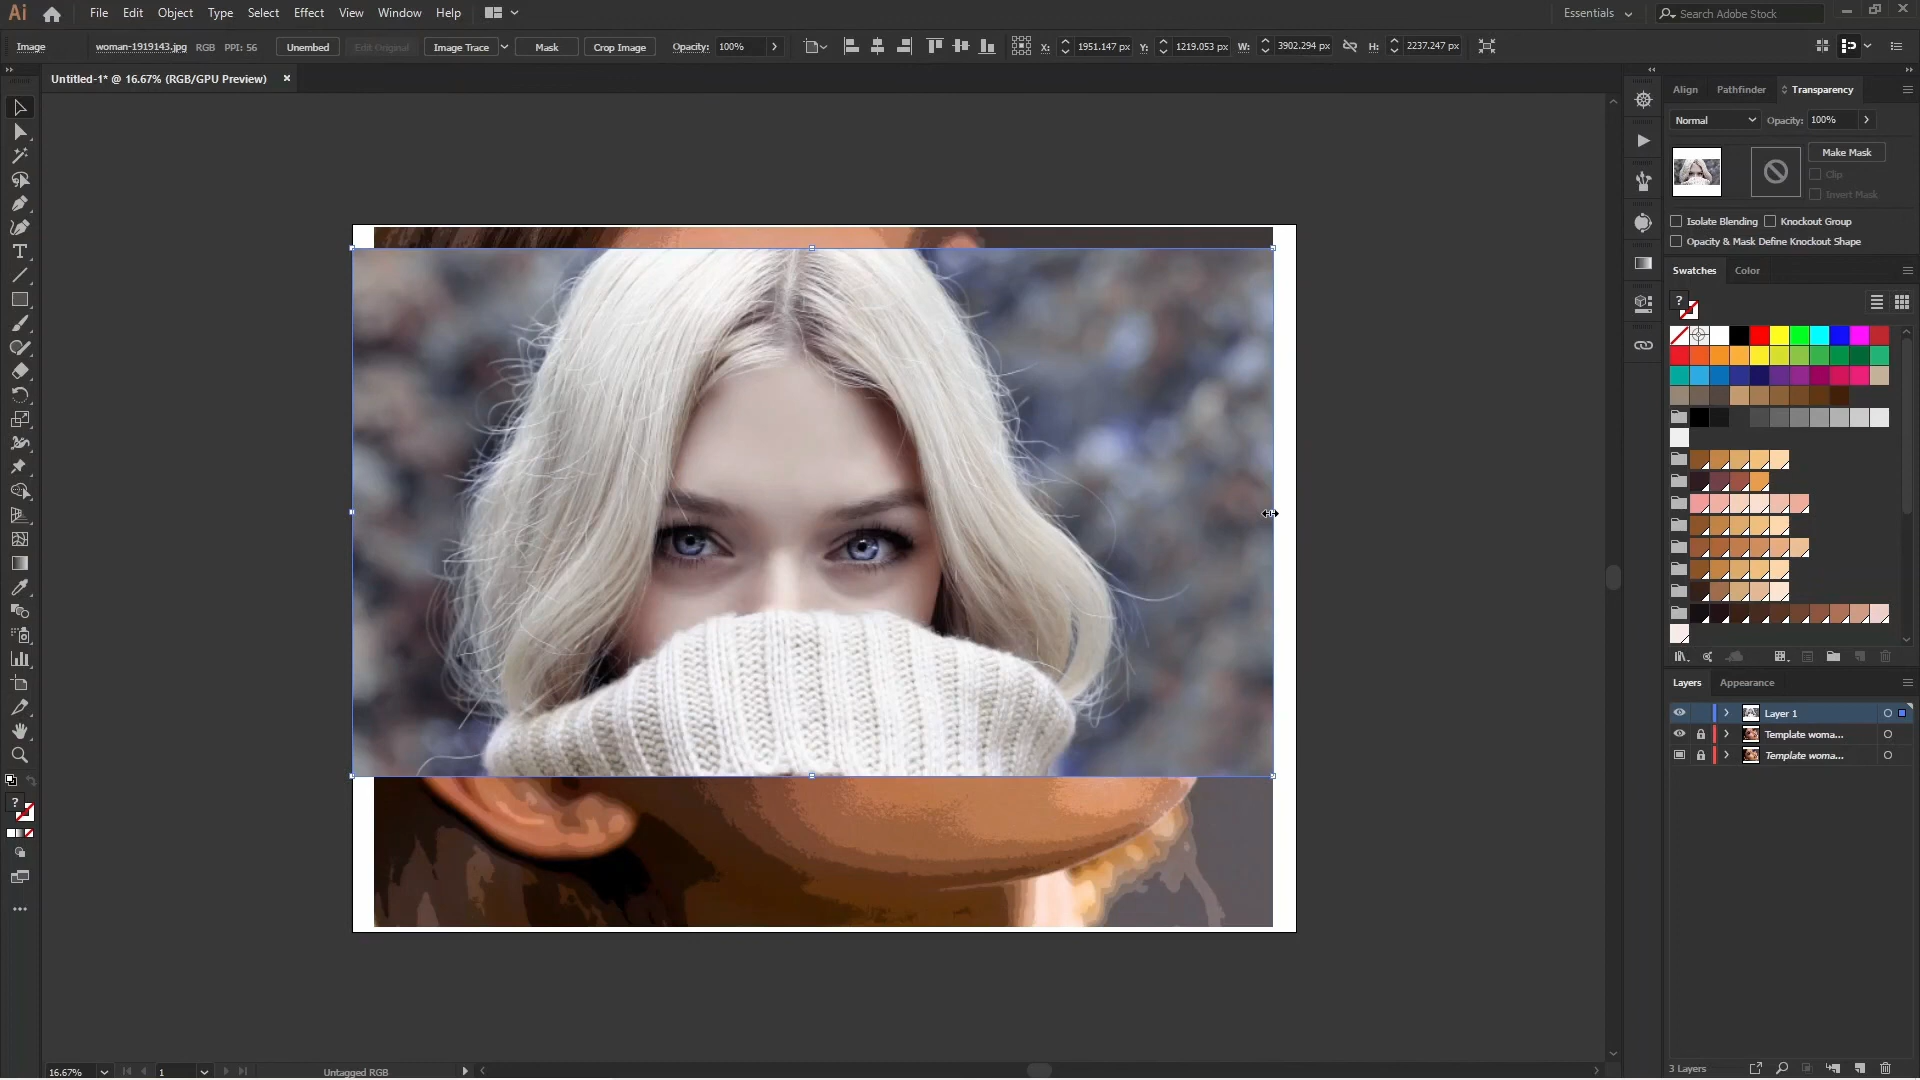 Ai File Edit Object Type Select Effect View Window Help Essentials Search Adobe Stock
Image woman-1919143.jpg RGB PPI: 56 Unembed Edit Original Image Trace Mask Crop Image Opacity: 100% X: 1951.147 px Y: 1219.053 px W: 3902.294 px H: 2237.247 px
Untitled-1* @ 16.67% (RGB/GPU Preview)
Align Pathfinder Transparency
Normal Opacity: 100%
Make Mask
Clip
Invert Mask
Isolate Blending Knockout Group
Opacity & Mask Define Knockout Shape
Swatches Color
Layers Appearance
Layer 1
Template woma...
Template woma...
3 Layers
16.67% 1 Untagged RGB